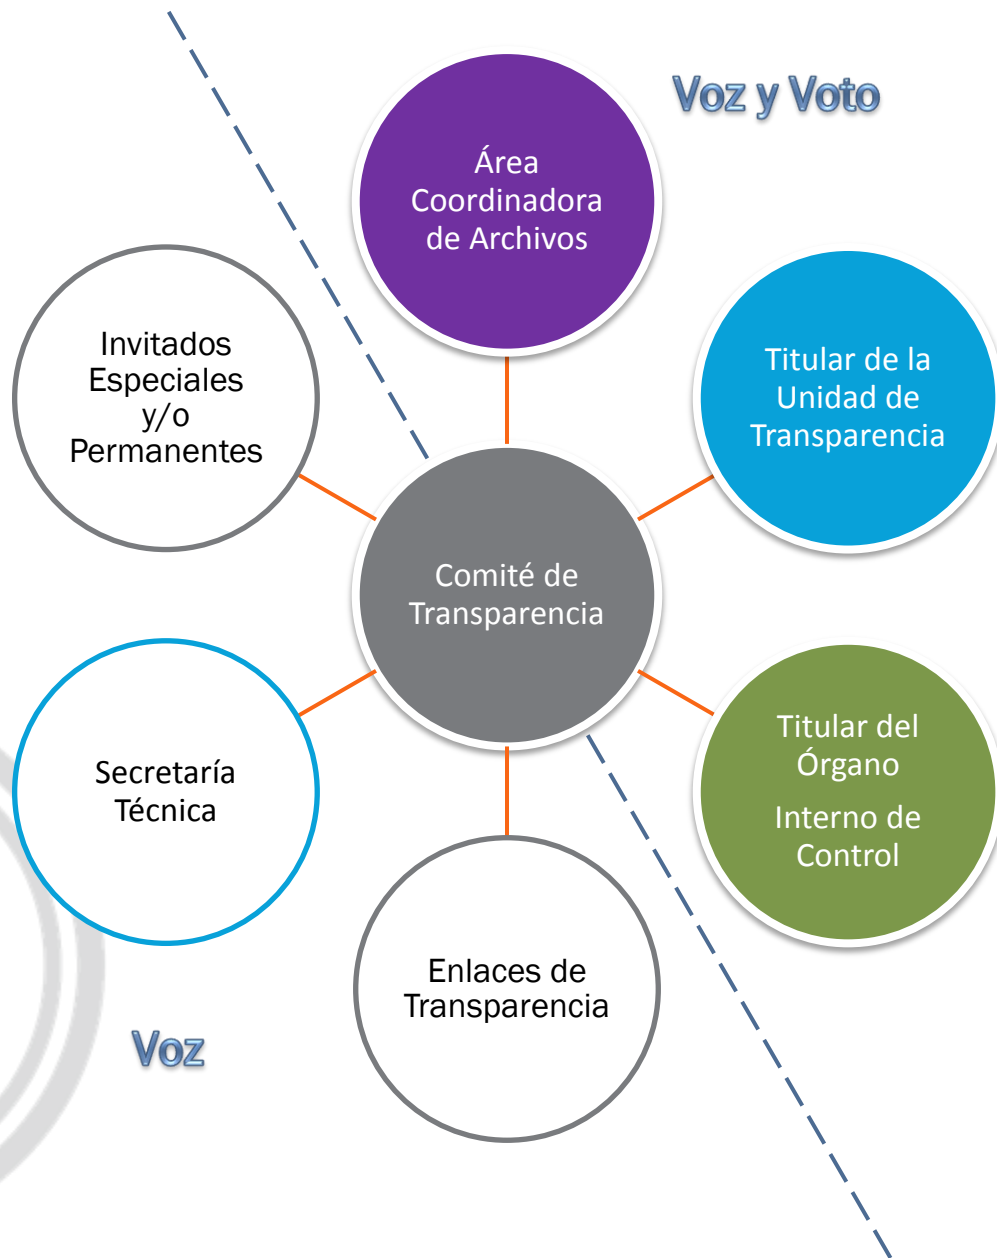 Voz y Voto
Área
Coordinadora
de Archivos
Invitados
Especiales
y/o
Permanentes
Titular de la
Unidad de
Transparencia
Comité de
Transparencia
Secretaría
Técnica
Titular del
Órgano
Interno de
Control
Enlaces de
Transparencia
Voz